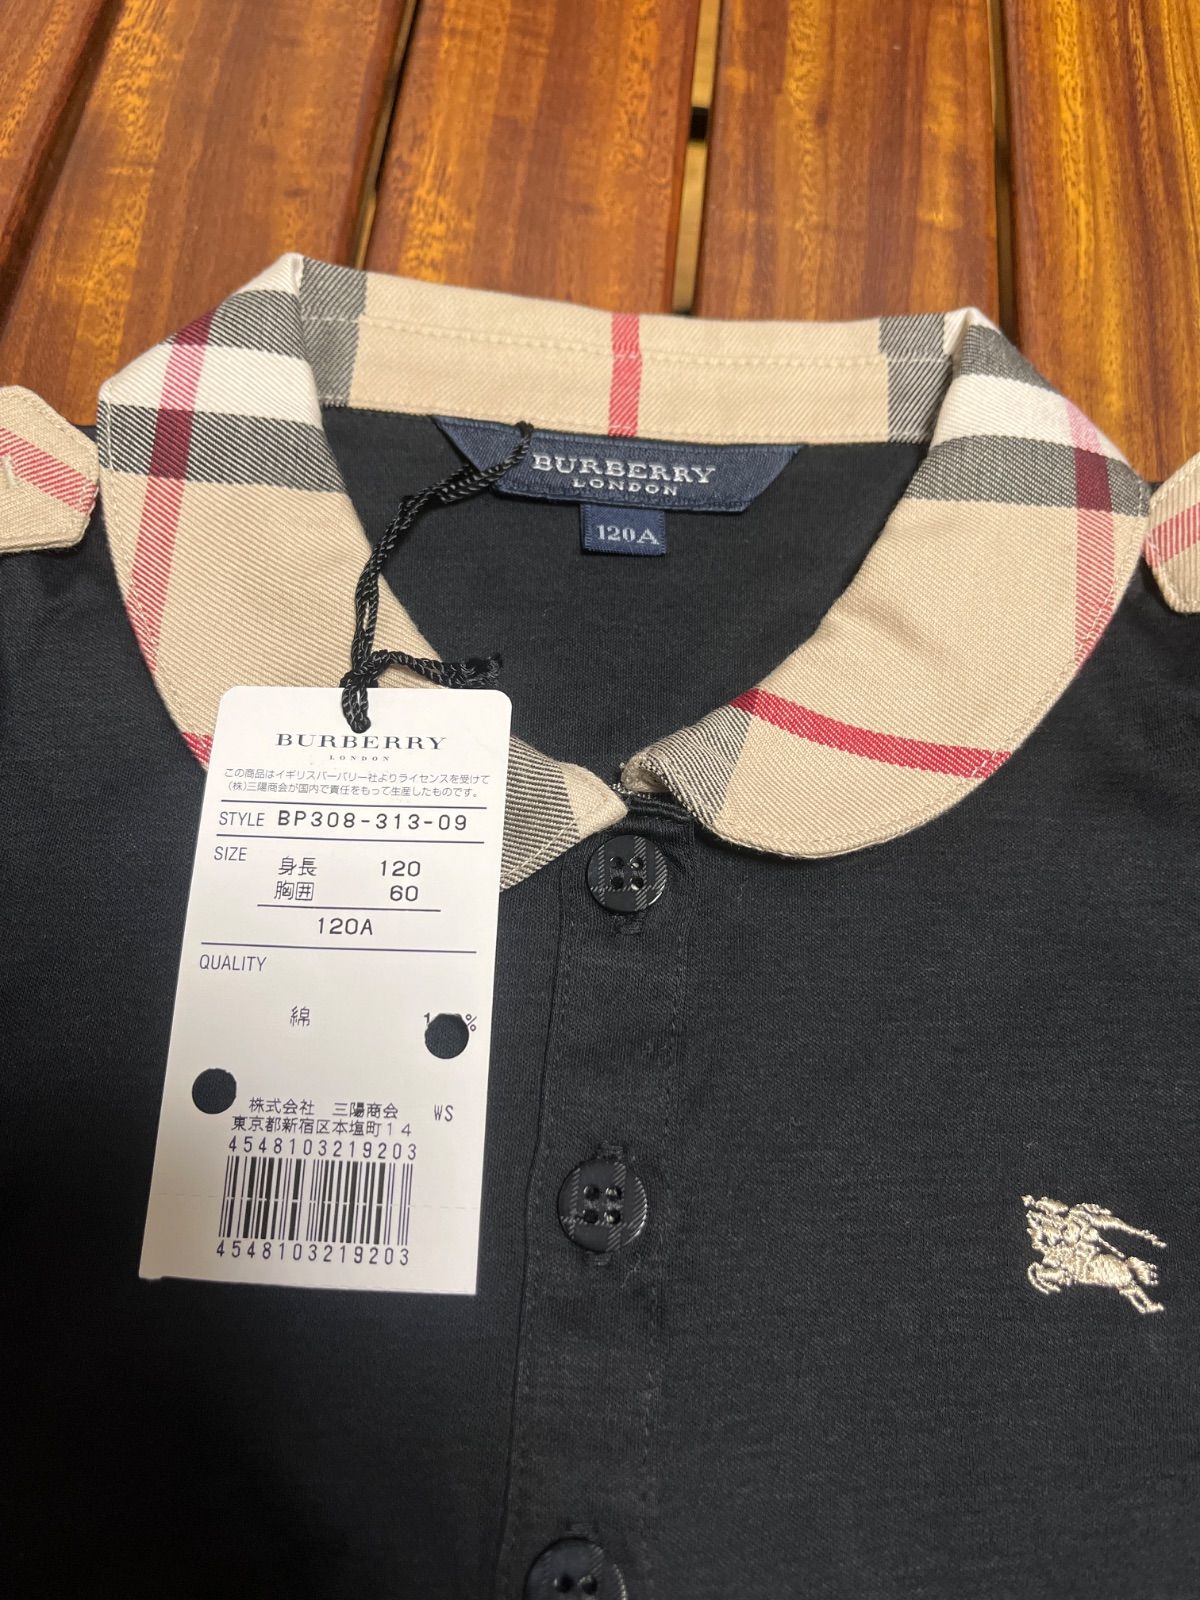 BURBERRY
LONDON
120A
BURBERRY
LONDON
この商品はイギリスバーバリー社よりライセンスを受けて
(株)三陽商会が国内で責任をもって生産したものです。
STYLE BP308-313-09
SIZE
身長 120
胸囲 60
120A
QUALITY
綿 %
株式会社 三陽商会 WS
東京都新宿区本塩町14
4548103219203
4548103219203